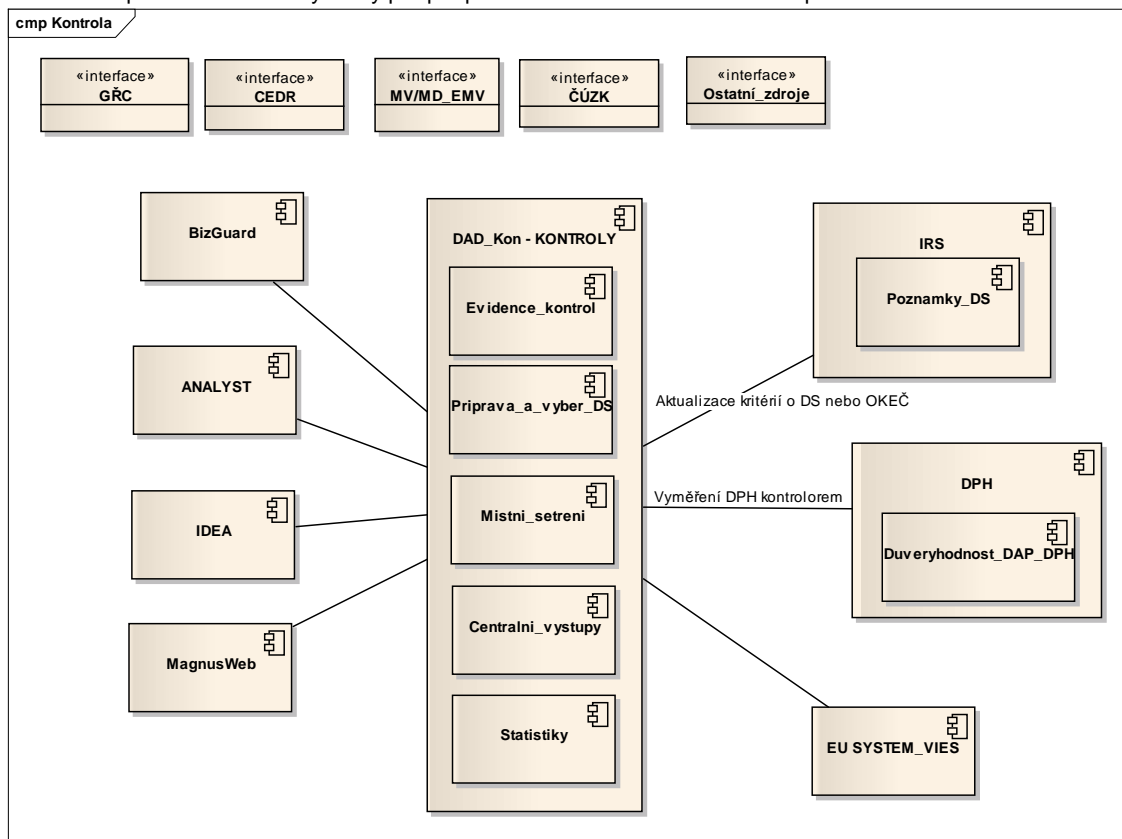 cmp Kontrola
«interface»
GŘC
«interface»
CEDR
«interface»
MV/MD_EMV
«interface»
ČÚZK
«interface»
Ostatní_zdroje
BizGuard
ANALYST
IDEA
MagnusWeb
DAD_Kon - KONTROLY
Evidence_kontrol
Priprava_a_vyber_DS
Mistni_setreni
Centralni_vystupy
Statistiky
IRS
Poznamky_DS
Aktualizace kritérií o DS nebo OKEČ
Vyměření DPH kontrolorem
DPH
Duveryhodnost_DAP_DPH
EU SYSTEM_VIES